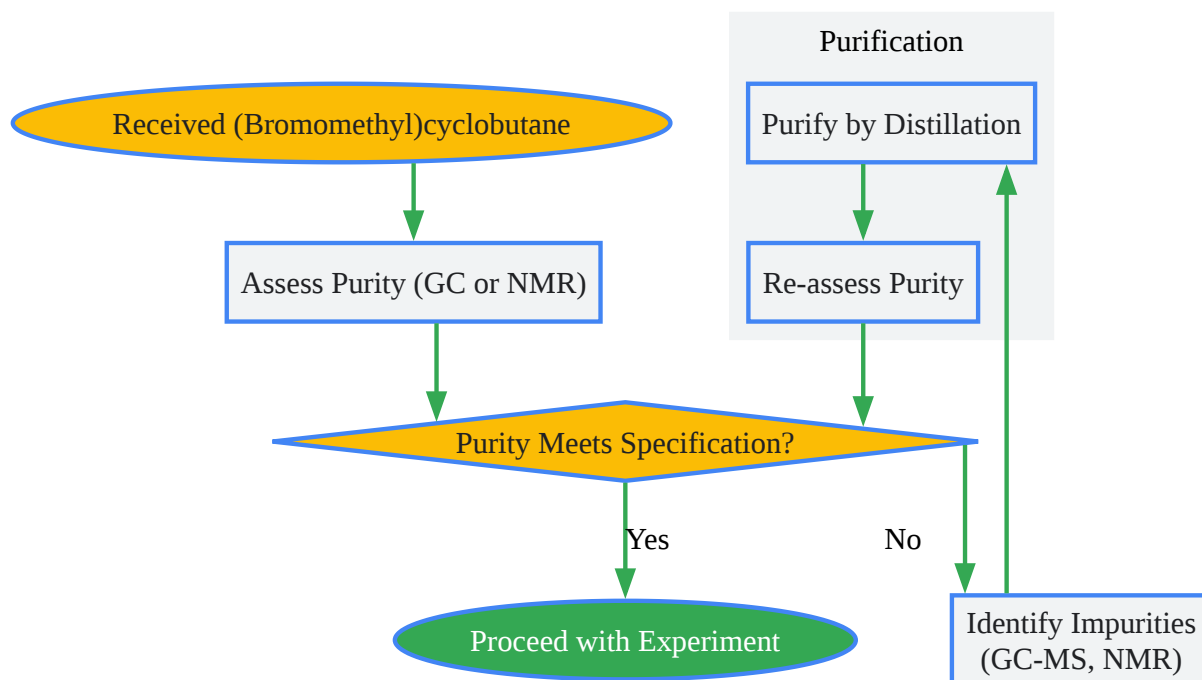 Purification
Received (Bromomethyl)cyclobutane
Purify by Distillation
Assess Purity (GC or NMR)
Re-assess Purity
Purity Meets Specification?
Yes
No
Proceed with Experiment
Identify Impurities
(GC-MS, NMR)